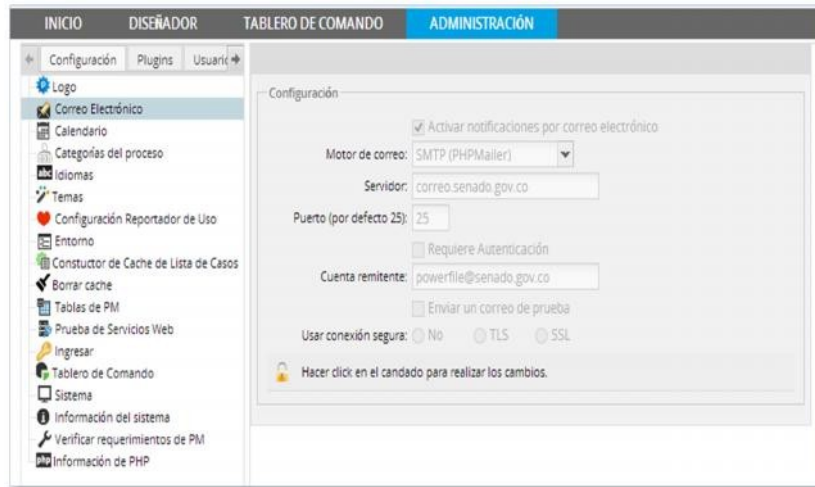 INICIO DISEÑADOR TABLERO DE COMANDO ADMINISTRACIÓN
Configuración Plugins Usuario
Logo
Correo Electrónico
Calendario
Categorías del proceso
abc Idiomas
Temas
Configuración Reportador de Uso
Entorno
Constuctor de Cache de Lista de Casos
Borrar cache
Tablas de PM
Prueba de Servicios Web
Ingresar
Tablero de Comando
Sistema
Información del sistema
Verificar requerimientos de PM
php Información de PHP
Configuración
Activar notificaciones por correo electrónico
Motor de correo: SMTP (PHPMailer)
Servidor: correo.senado.gov.co
Puerto (por defecto 25): 25
Requiere Autenticación
Cuenta remitente: powerfile@senado.gov.co
Enviar un correo de prueba
Usar conexión segura: No TLS SSL
Hacer click en el candado para realizar los cambios.